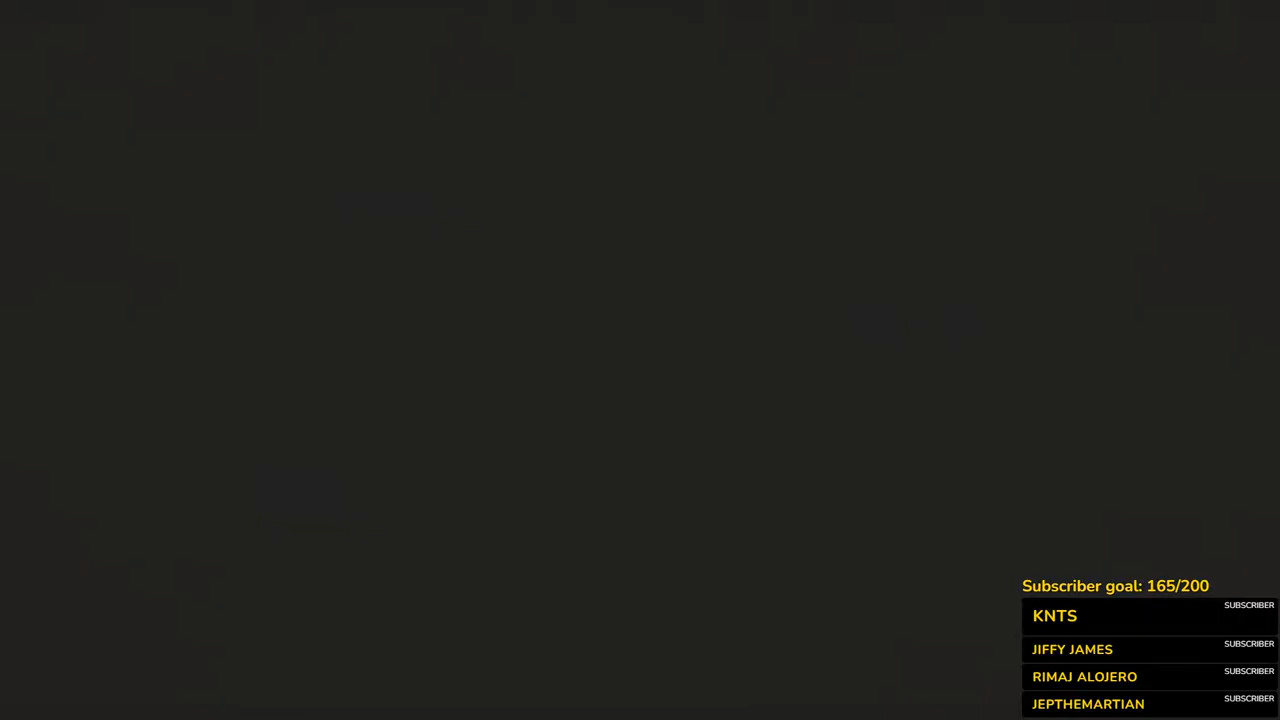 Subscriber goal: 165/200
KNTS SUBSCRIBER
JIFFY JAMES SUBSCRIBER
RIMAJ ALOJERO SUBSCRIBER
JEPTHEMARTIAN SUBSCRIBER